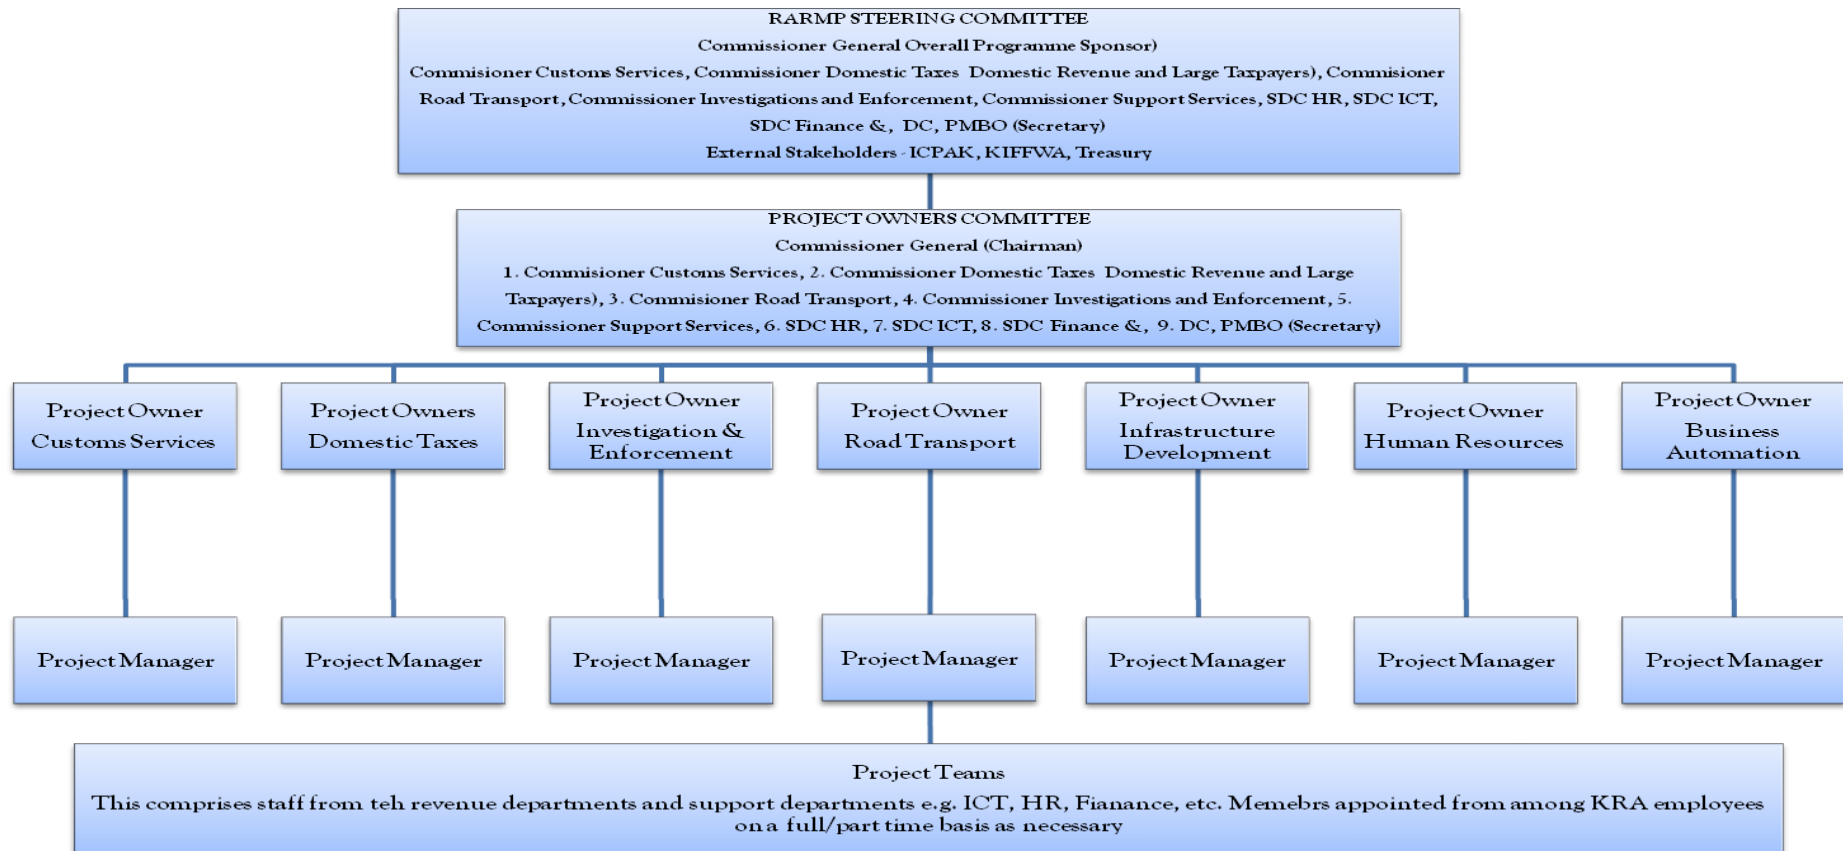 RARMP STEERING COMMITTEE
Commissioner General Overall Programme Sponsor)
Commisioner Customs Services, Commissioner Domestic Taxes Domestic Revenue and Large Taxpayers), Commisioner
Road Transport, Commissioner Investigations and Enforcement, Commissioner Support Services, SDC HR, SDC ICT,
SDC Finance &, DC, PMBO (Secretary)
External Stakeholders - ICPAK, KIFFWA, Treasury
PROJECT OWNERS COMMITTEE
Commissioner General (Chairman)
1. Commisioner Customs Services, 2. Commissioner Domestic Taxes Domestic Revenue and Large
Taxpayers), 3. Commisioner Road Transport, 4. Commissioner Investigations and Enforcement, 5.
Commissioner Support Services, 6. SDC HR, 7. SDC ICT, 8. SDC Finance &, 9. DC, PMBO (Secretary)
Project Owner
Customs Services
Project Owners
Domestic Taxes
Project Owner
Investigation &
Enforcement
Project Owner
Road Transport
Project Owner
Infrastructure
Development
Project Owner
Human Resources
Project Owner
Business
Automation
Project Manager
Project Manager
Project Manager
Project Manager
Project Manager
Project Manager
Project Manager
Project Teams
This comprises staff from teh revenue departments and support departments e.g. ICT, HR, Fianance, etc. Memebrs appointed from among KRA employees
on a full/part time basis as necessary